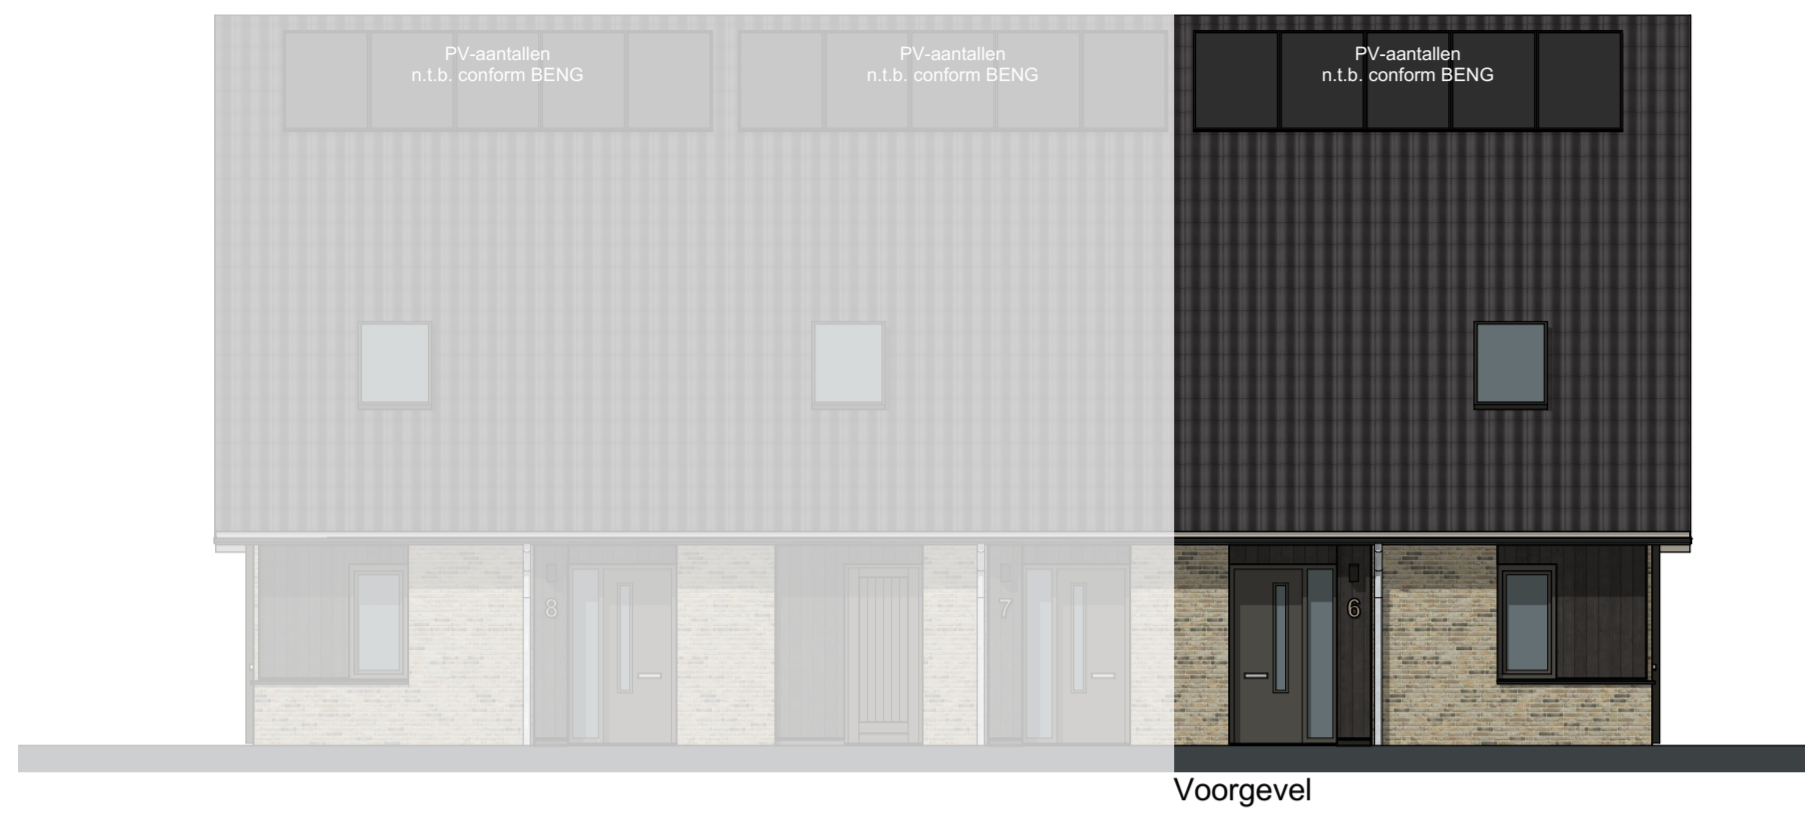 PV-aantallen
n.t.b. conform BENG
PV-aantallen
n.t.b. conform BENG
PV-aantallen
n.t.b. conform BENG
8
7
6
Voorgevel